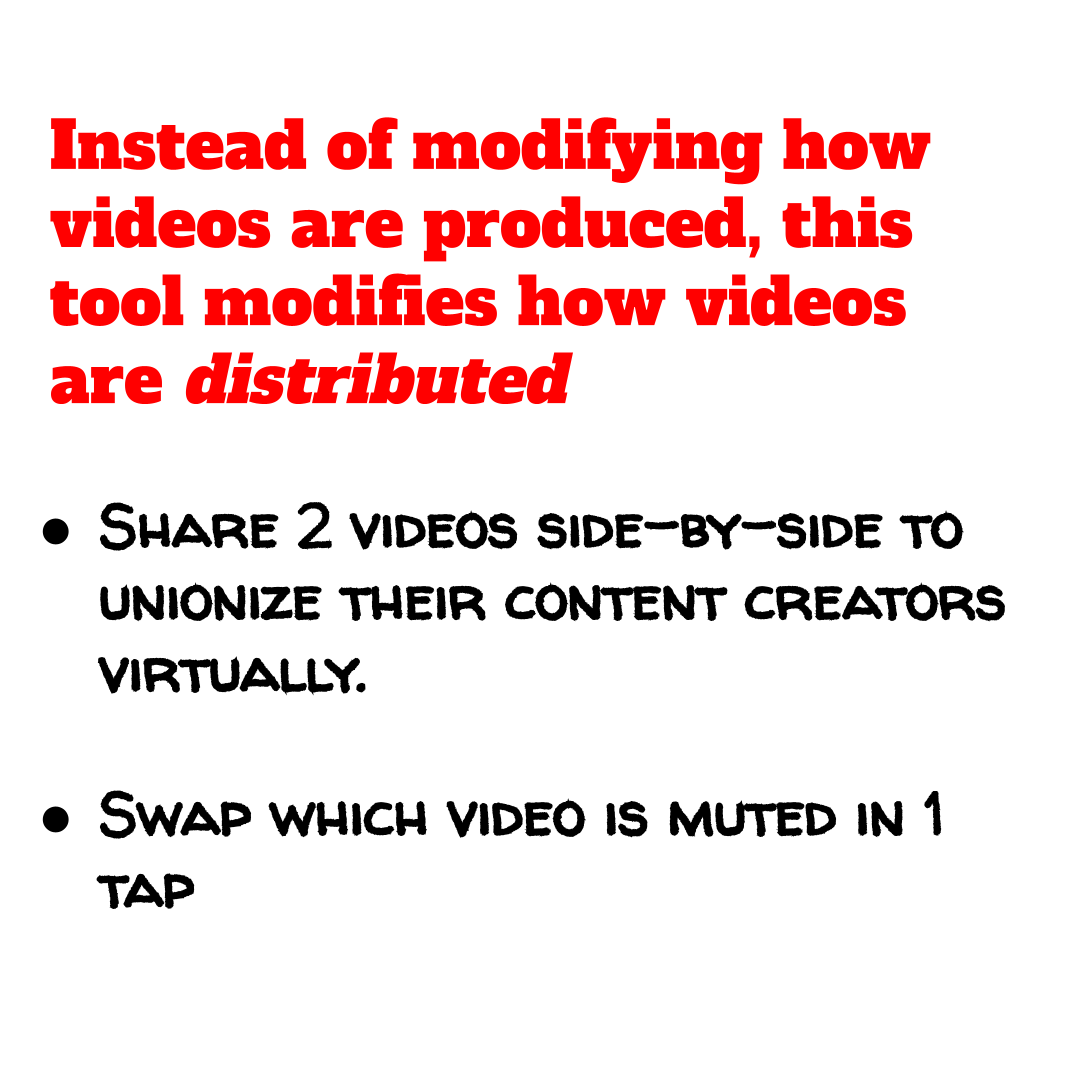 Instead of modifying how
videos are produced, this
tool modifies how videos
are distributed
● Share 2 videos side-by-side to
unionize their content creators
virtually.
● Swap which video is muted in 1
tap